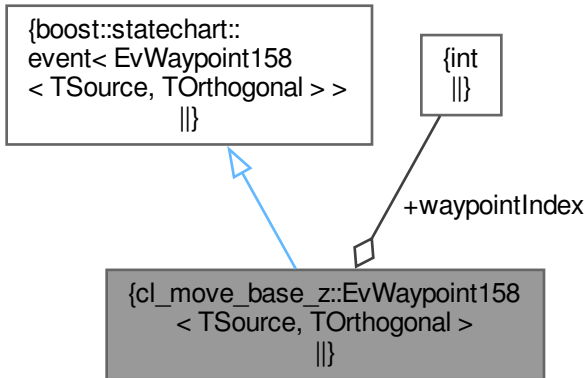 {boost::statechart::
event< EvWaypoint158
< TSource, TOrthogonal > >
||}
{int
||}
+waypointIndex
{cl_move_base_z::EvWaypoint158
< TSource, TOrthogonal >
||}